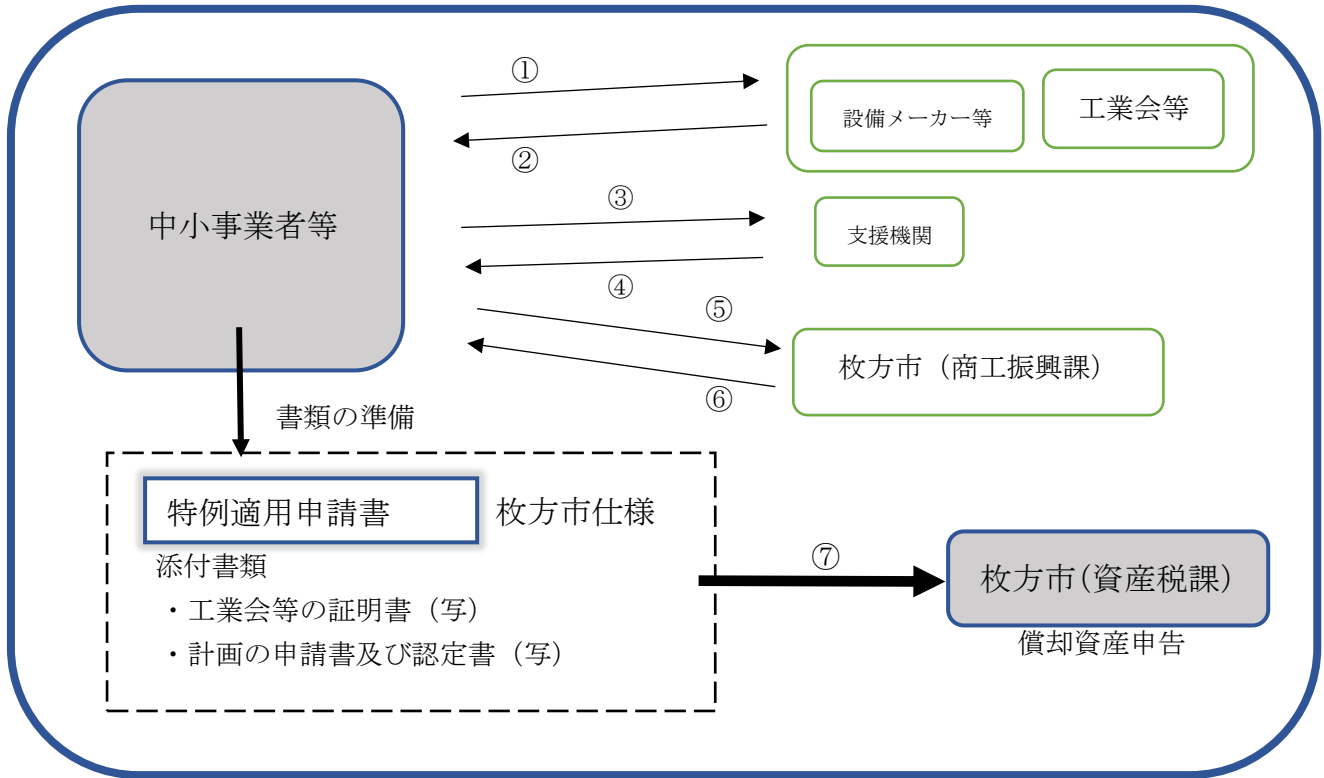 ①
設備メーカー等
工業会等
②
中小事業者等
③
支援機関
④
⑤
枚方市（商工振興課）
⑥
書類の準備
特例適用申請書
枚方市仕様
添付書類
・工業会等の証明書（写）
・計画の申請書及び認定書（写）
⑦
枚方市(資産税課)
償却資産申告